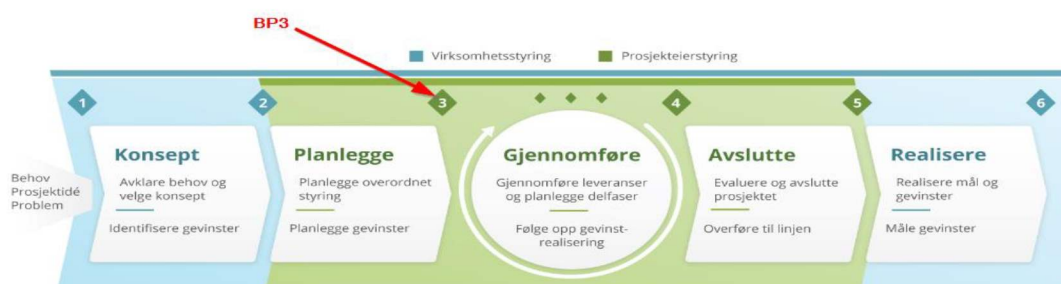 BP3
Virksomhetsstyring
Prosjekteierstyring
1
2
3
4
5
6
Behov
Prosjektidé
Problem
Konsept
Avklare behov og
velge konsept
Identifisere gevinster
Planlegge
Planlegge overordnet
styring
Planlegge gevinster
Gjennomføre
Gjennomføre leveranser
og planlegge delfaser
Følge opp gevinst-
realisering
Avslutte
Evaluere og avslutte
prosjektet
Overføre til linjen
Realisere
Realisere mål og
gevinster
Måle gevinster